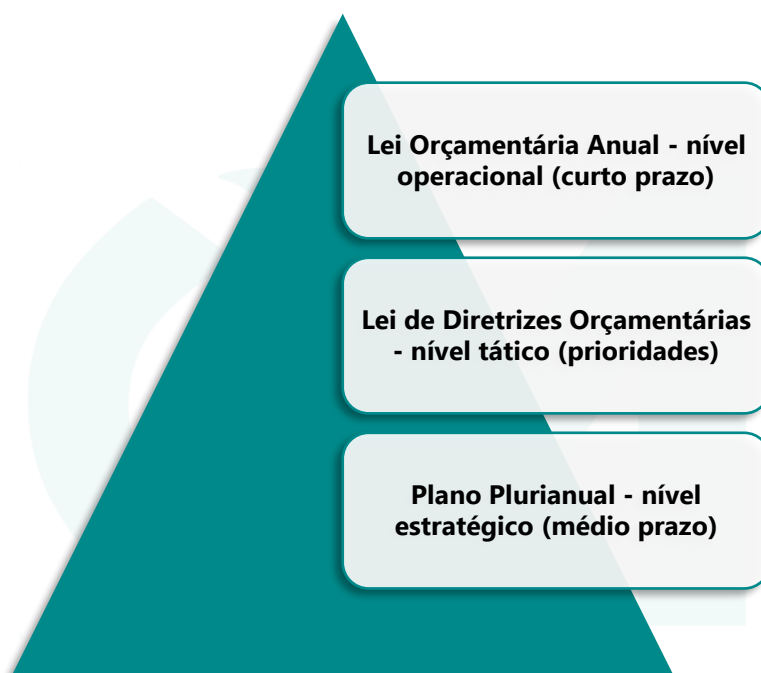 Lei Orçamentária Anual - nível
operacional (curto prazo)
Lei de Diretrizes Orçamentárias
- nível tático (prioridades)
Plano Plurianual - nível
estratégico (médio prazo)